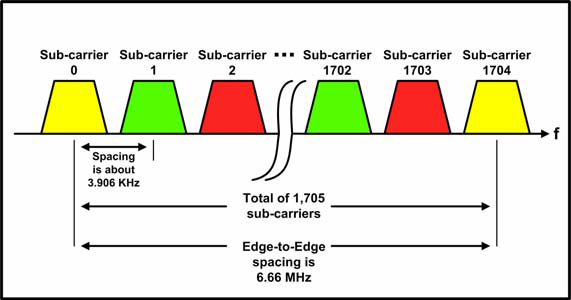 Sub-carrier 0
Sub-carrier 1
Sub-carrier 2
...
Sub-carrier 1702
Sub-carrier 1703
Sub-carrier 1704
f
Spacing
is about
3.906 KHz
Total of 1,705
sub-carriers
Edge-to-Edge
spacing is
6.66 MHz